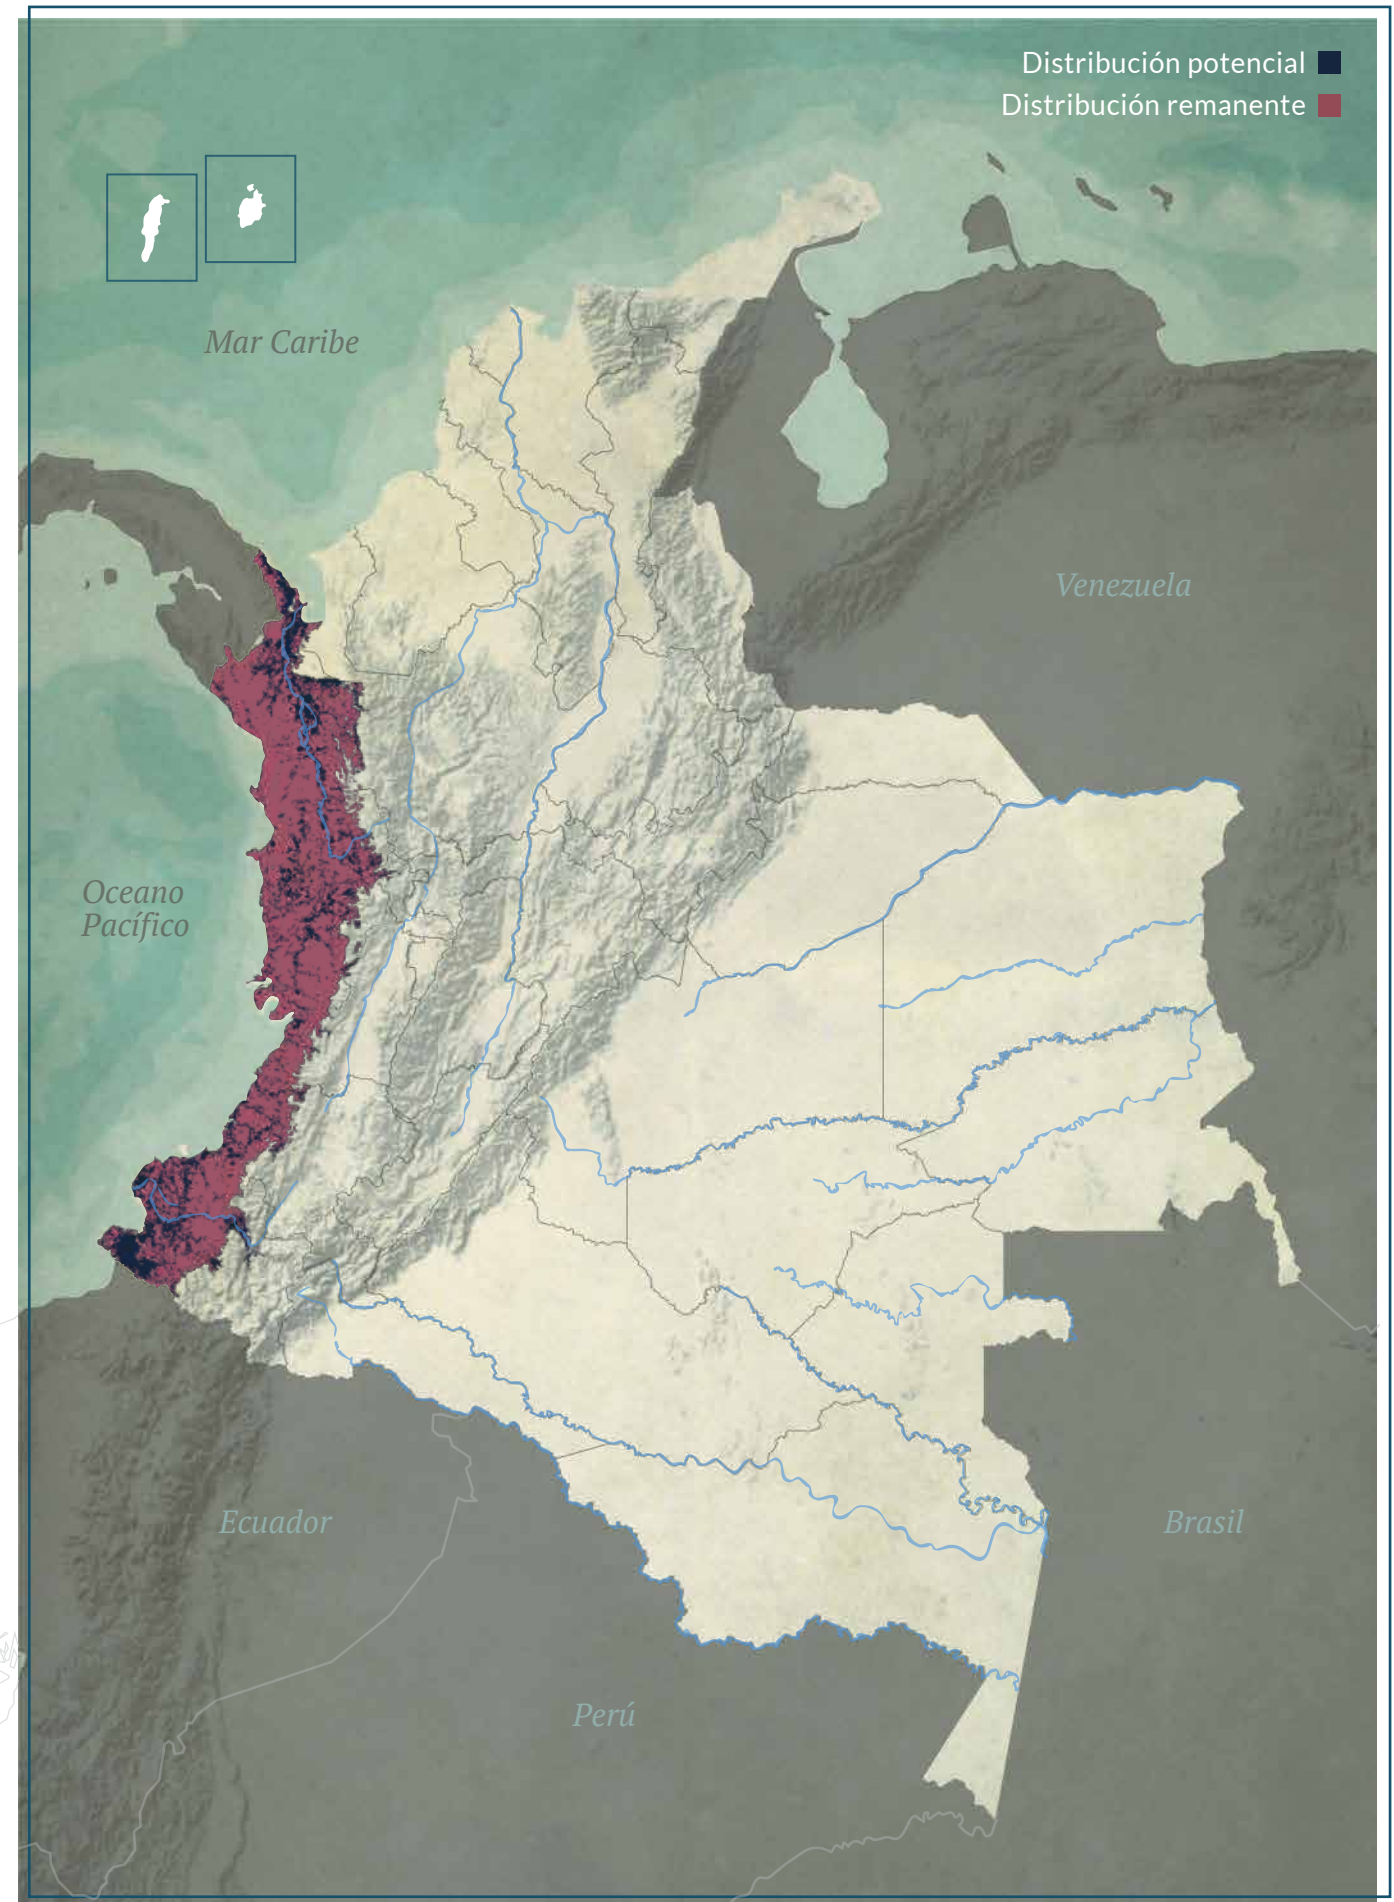 Distribución potencial
Distribución remanente
Mar Caribe
Venezuela
Oceano
Pacífico
Ecuador
Brasil
Perú